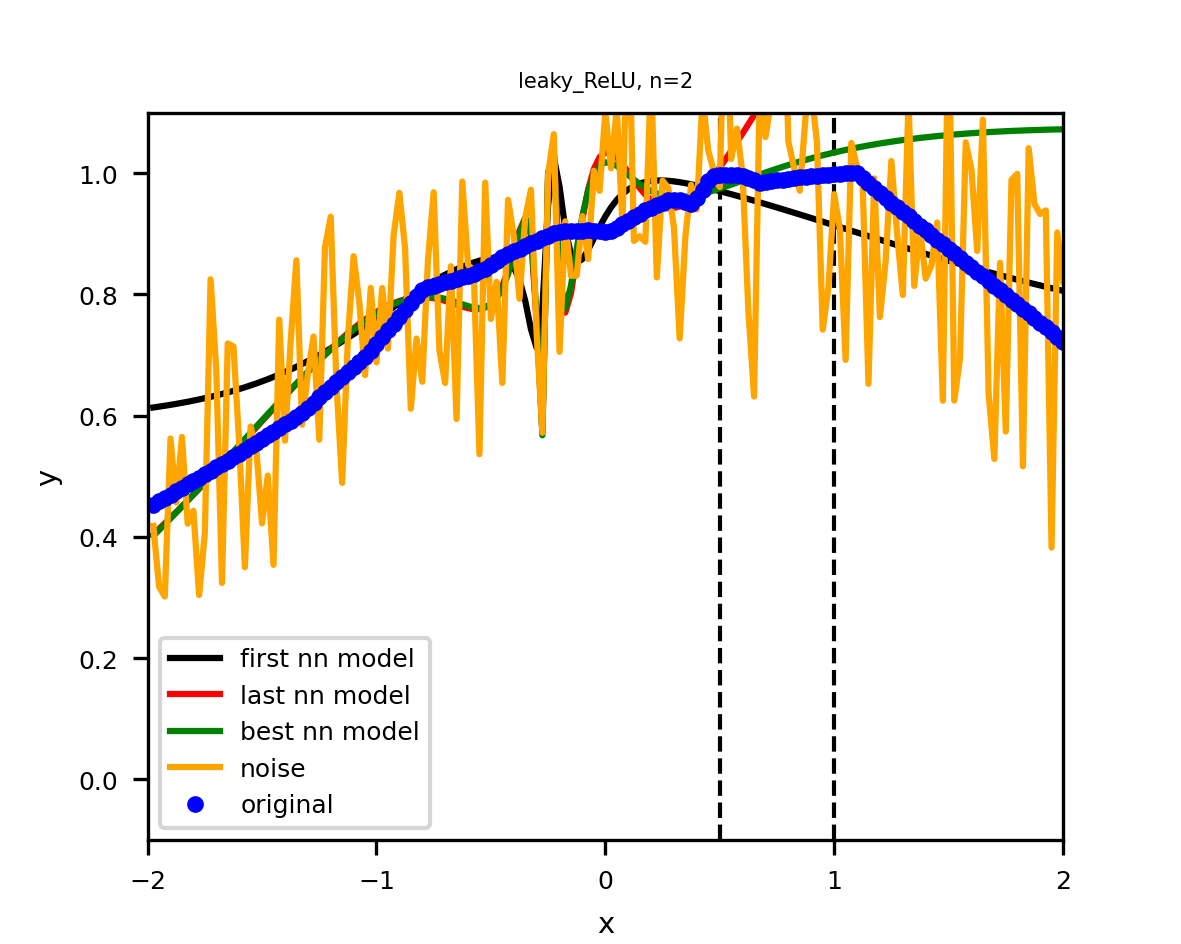 leaky_ReLU, n=2
1.0
0.8
0.6
0.4
0.2
0.0
y
first nn model
last nn model
best nn model
noise
original
−2
−1
0
1
2
x